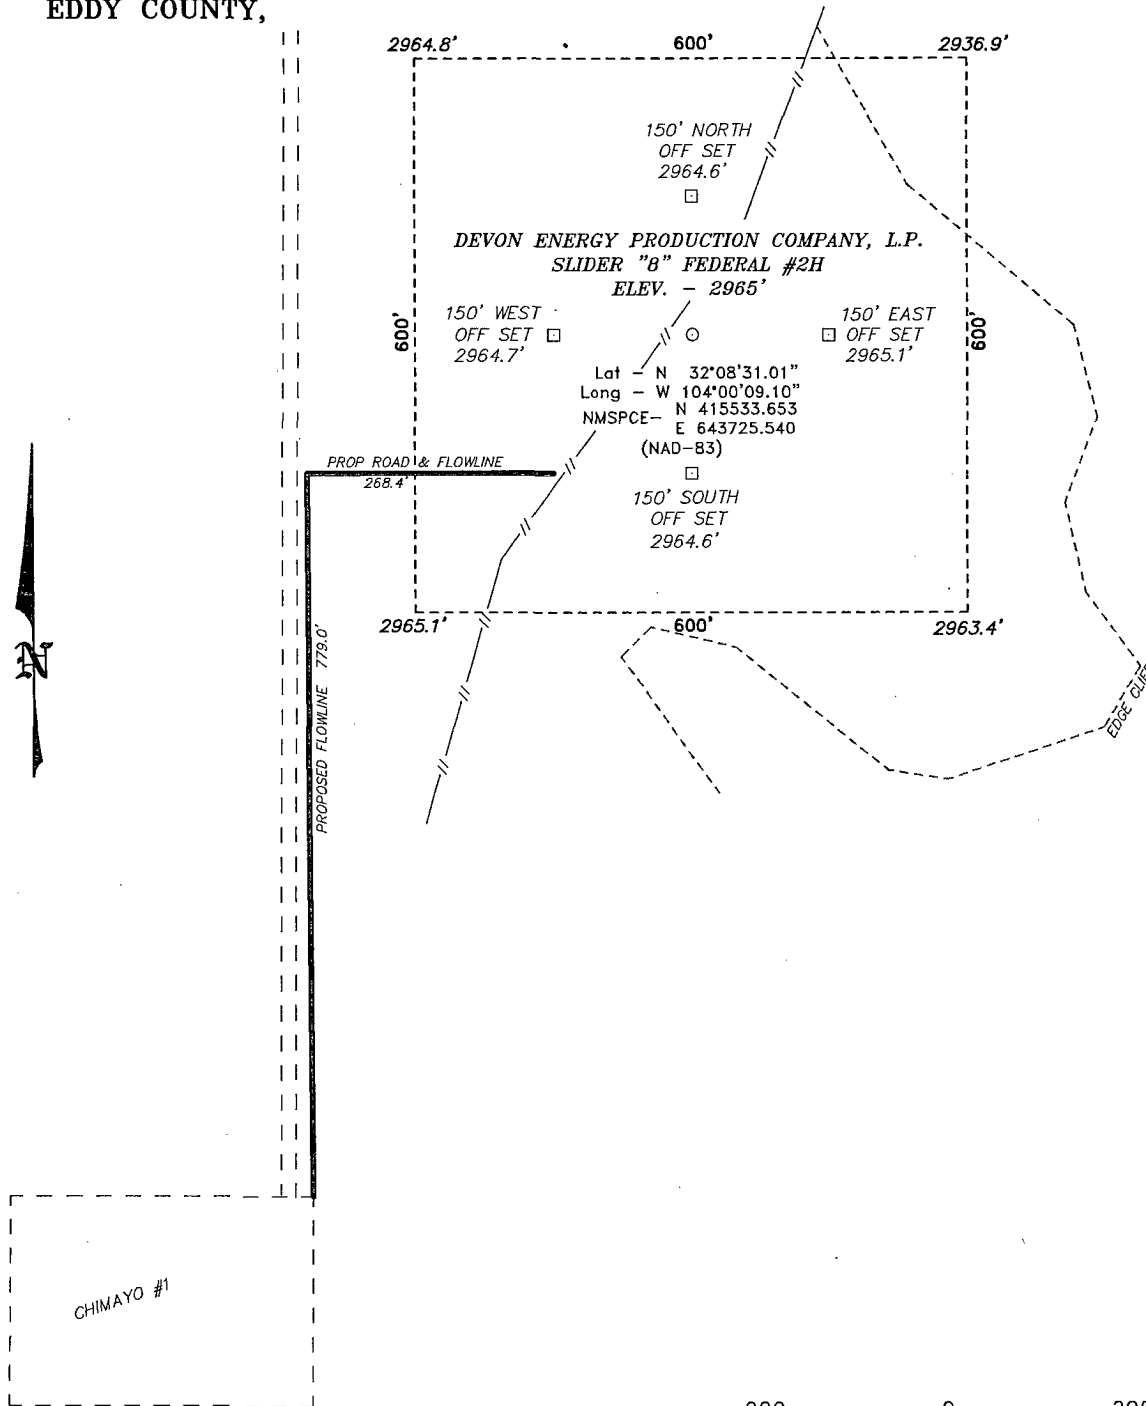 EDDY COUNTY,
2964.8' 600' 2936.9'
150' NORTH
OFF SET
2964.6'
DEVON ENERGY PRODUCTION COMPANY, L.P.
SLIDER "8" FEDERAL #2H
ELEV. - 2965'
600'
150' WEST
OFF SET
2964.7'
150' EAST
OFF SET
2965.1'
600'
Lat - N 32°08'31.01"
Long - W 104°00'09.10"
NMSPCE- N 415533.653
E 643725.540
(NAD-83)
PROP ROAD & FLOWLINE
268.4'
150' SOUTH
OFF SET
2964.6'
2965.1' 600' 2963.4'
N
PROPOSED FLOWLINE 779.0'
EDGE CLIFF
CHIMAYO #1